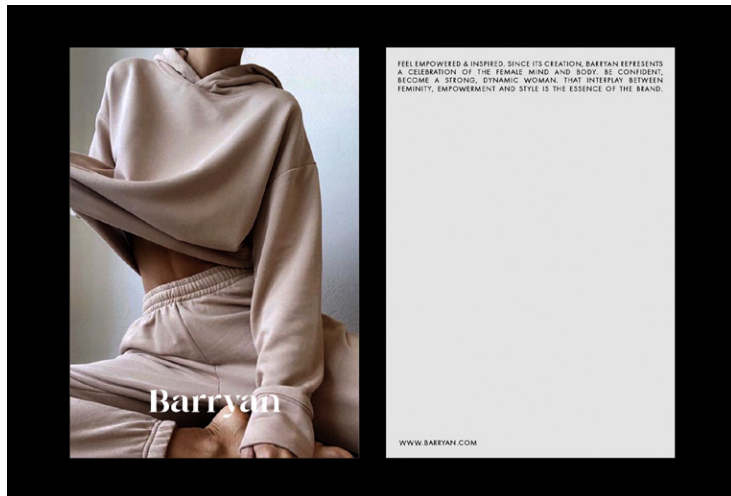 Barryan
FEEL EMPOWERED & INSPIRED. SINCE ITS CREATION, BARRYAN REPRESENTS
A CELEBRATION OF THE FEMALE MIND AND BODY. BE CONFIDENT,
BECOME A STRONG, DYNAMIC WOMAN. THAT INTERPLAY BETWEEN
FEMINITY, EMPOWERMENT AND STYLE IS THE ESSENCE OF THE BRAND.
WWW.BARRYAN.COM